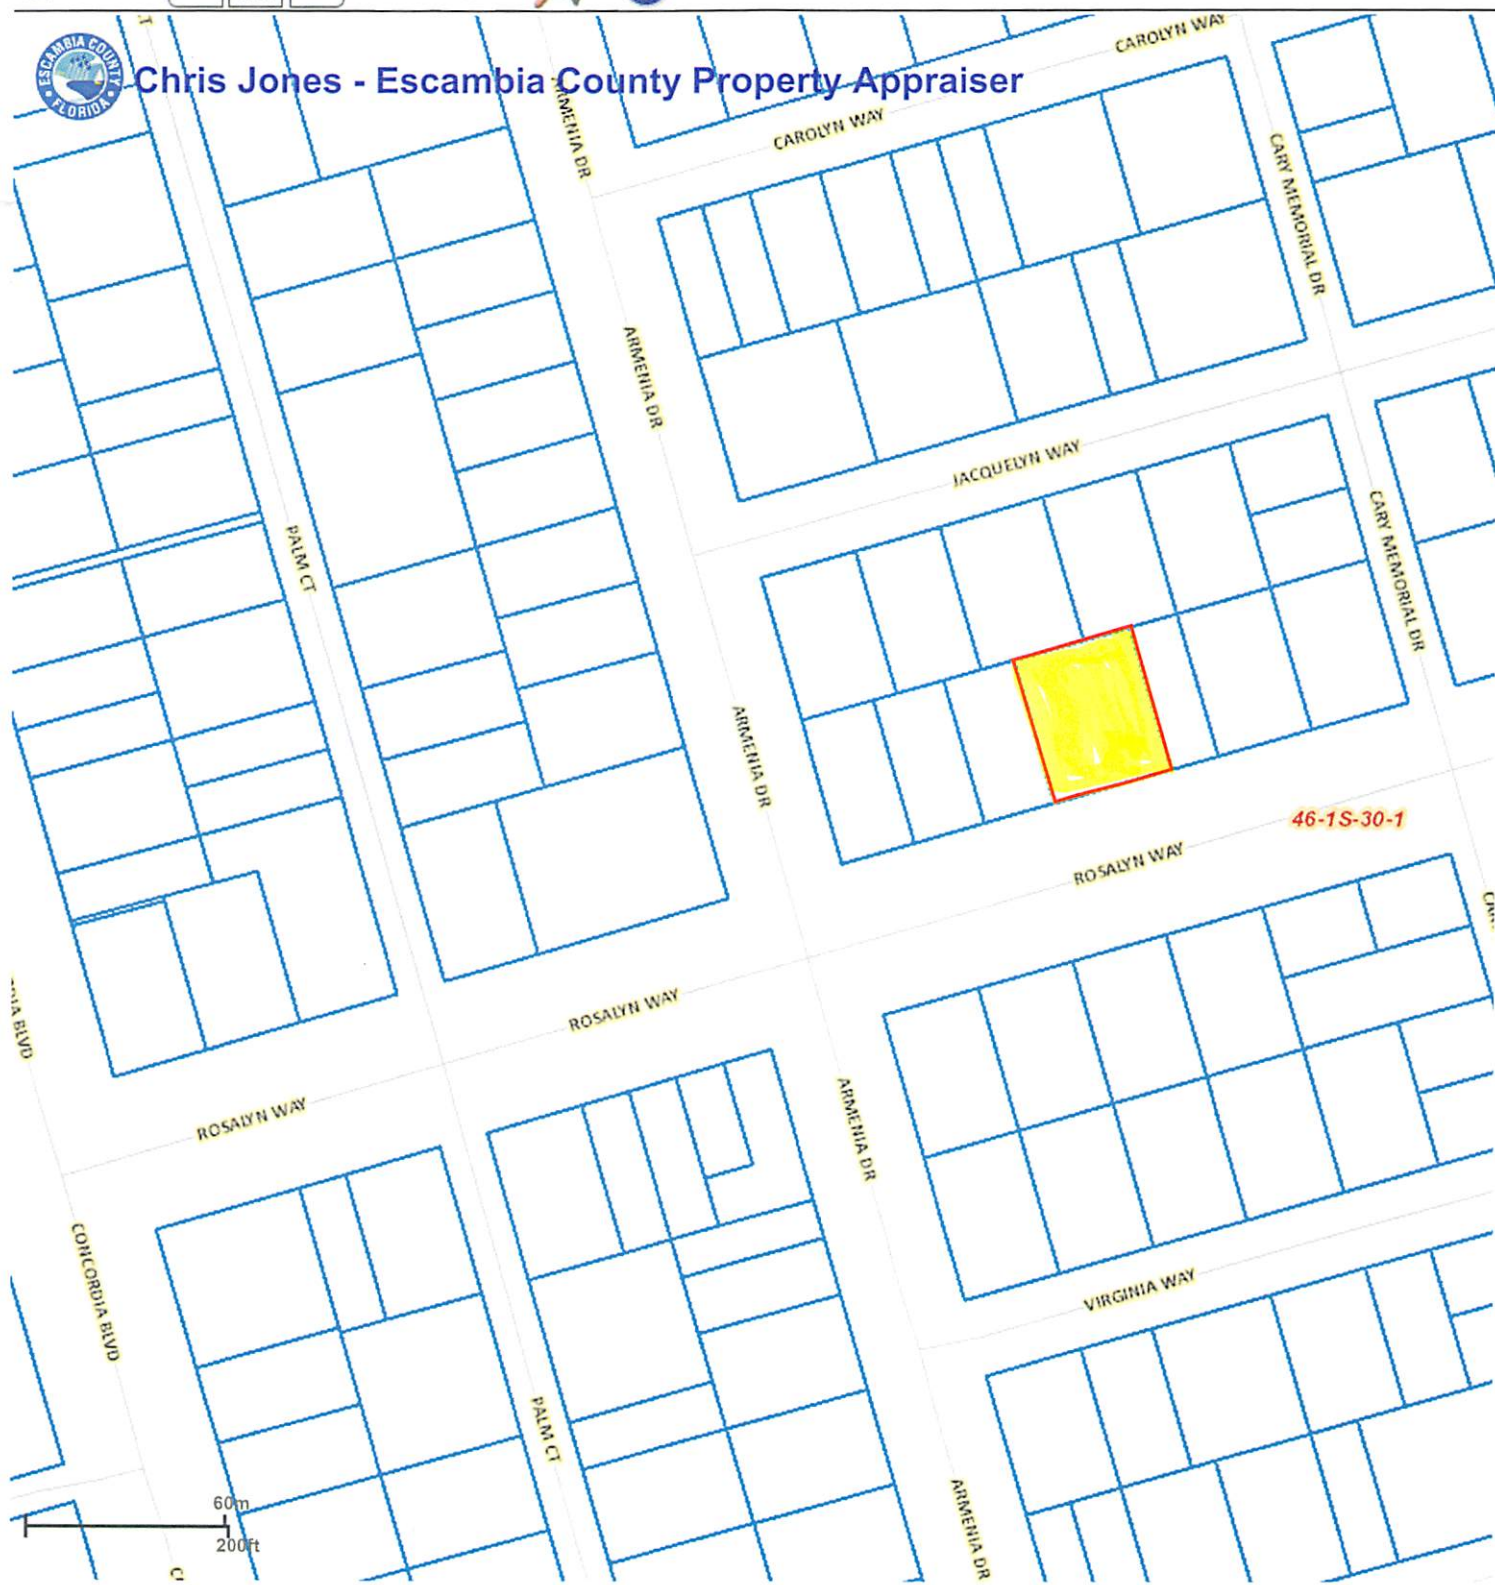 CAROLYN WAY
ESCAMBIA COUNTY
FLORIDA
Chris Jones - Escambia County Property Appraiser
ARMENIA DR
CAROLYN WAY
CARY MEMORIAL DR
ARMENIA DR
JACQUELYN WAY
PALM CT
CARY MEMORIAL DR
ARMENIA DR
46-1S-30-1
ROSALYN WAY
ROSALYN WAY
BLVD
ROSALYN WAY
ARMENIA DR
CONCORDIA BLVD
VIRGINIA WAY
PALM CT
ARMENIA DR
60m
200ft